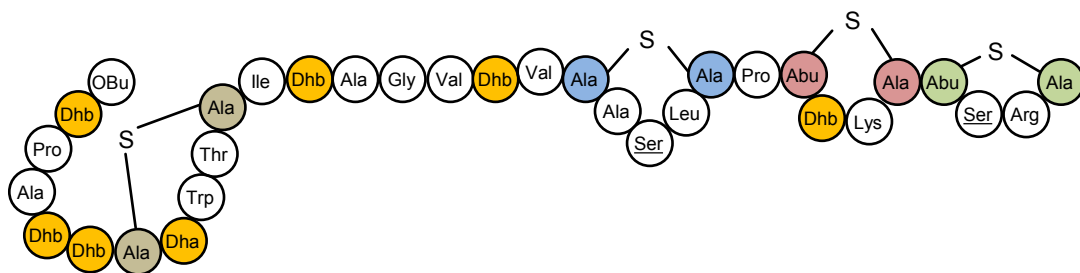 OBu
Dhb
Pro
Ala
Dhb
Dhb
Ala
S
Dha
Trp
Thr
Ala
Ile
Dhb
Ala
Gly
Val
Dhb
Val
Ala
S
Ala
Ser
Leu
Ala
Pro
Abu
S
Dhb
Lys
Ala
Abu
S
Ser
Arg
Ala